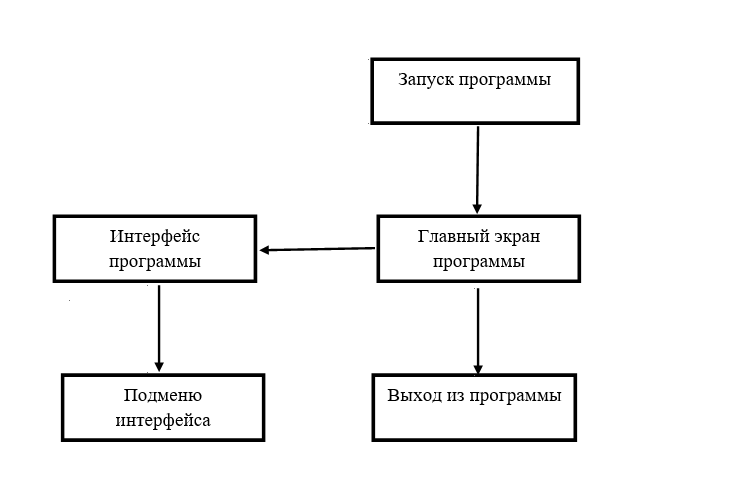 Запуск программы
Интерфейс
программы
Главный экран
программы
Подменю
интерфейса
Выход из программы